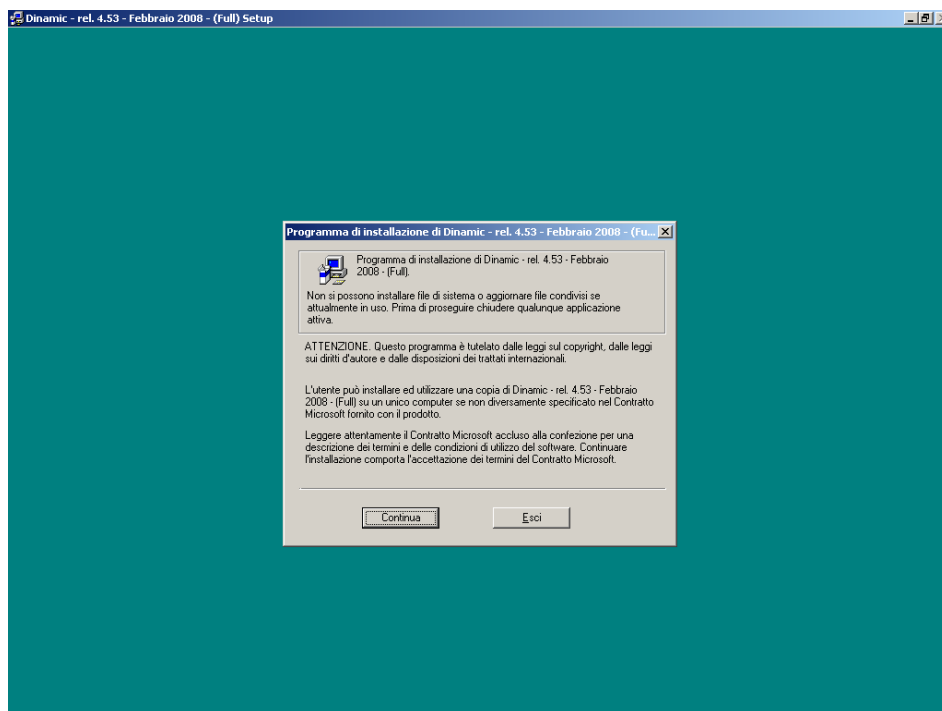 Dinamic - rel. 4.53 - Febbraio 2008 - (Full) Setup
Programma di installazione di Dinamic - rel. 4.53 - Febbraio 2008 - (Fu...
Programma di installazione di Dinamic - rel. 4.53 - Febbraio
2008 - (Full).
Non si possono installare file di sistema o aggiornare file condivisi se
attualmente in uso. Prima di proseguire chiudere qualunque applicazione
attiva.
ATTENZIONE. Questo programma è tutelato dalle leggi sul copyright, dalle leggi
sui diritti d'autore e dalle disposizioni dei trattati internazionali.
L'utente può installare ed utilizzare una copia di Dinamic - rel. 4.53 - Febbraio
2008 - (Full) su un unico computer se non diversamente specificato nel Contratto
Microsoft fornito con il prodotto.
Leggere attentamente il Contratto Microsoft accluso alla confezione per una
descrizione dei termini e delle condizioni di utilizzo del software. Continuare
l'installazione comporta l'accettazione dei termini del Contratto Microsoft.
Continua
Esci